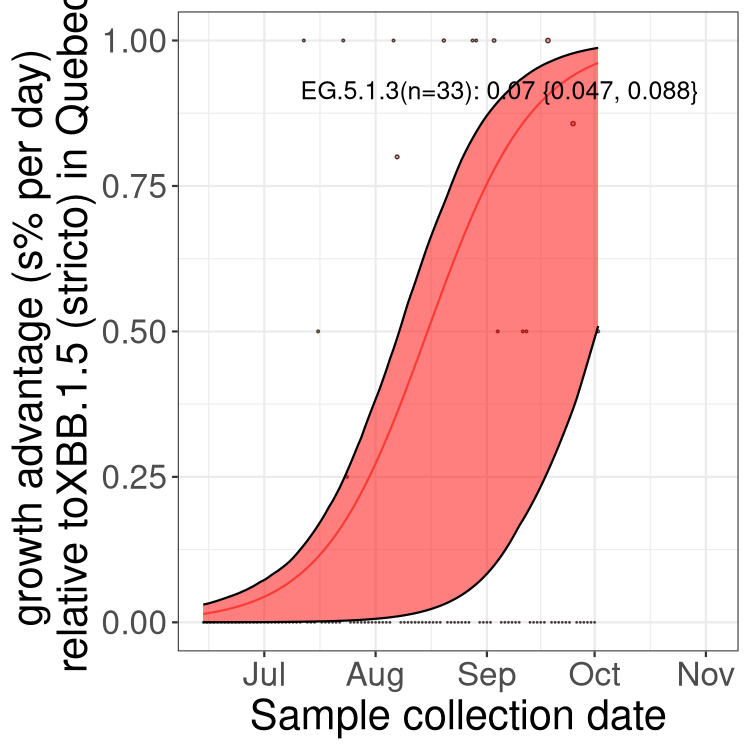 growth advantage (s% per day)
relative toXBB.1.5 (stricto) in Quebec
1.00
0.75
0.50
0.25
0.00
EG.5.1.3(n=33): 0.07 {0.047, 0.088}
Jul Aug Sep Oct Nov
Sample collection date